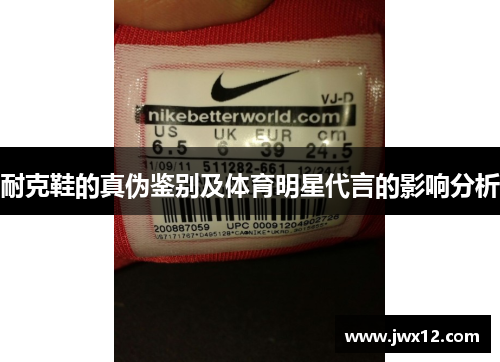 VJ-D
nikebetterworld.com
US UK EUR cm
6.5 6 39 24.5
11/09/11 511282-661
耐克鞋的真伪鉴别及体育明星代言的影响分析
200887059 UPC 00091204902728
www.jwx12.com